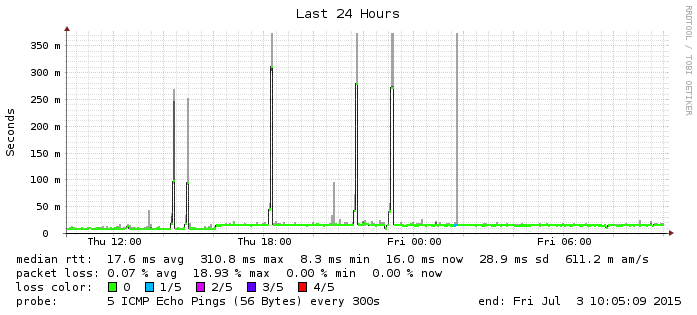 Last 24 Hours
RRDTOOL / TOBI OETIKER
Seconds
350 m
300 m
250 m
200 m
150 m
100 m
50 m
0
Thu 12:00 Thu 18:00 Fri 00:00 Fri 06:00
median rtt: 17.6 ms avg 310.8 ms max 8.3 ms min 16.0 ms now 28.9 ms sd 611.2 m am/s
packet loss: 0.07 % avg 18.93 % max 0.00 % min 0.00 % now
loss color: 0 1/5 2/5 3/5 4/5
probe: 5 ICMP Echo Pings (56 Bytes) every 300s end: Fri Jul 3 10:05:09 2015